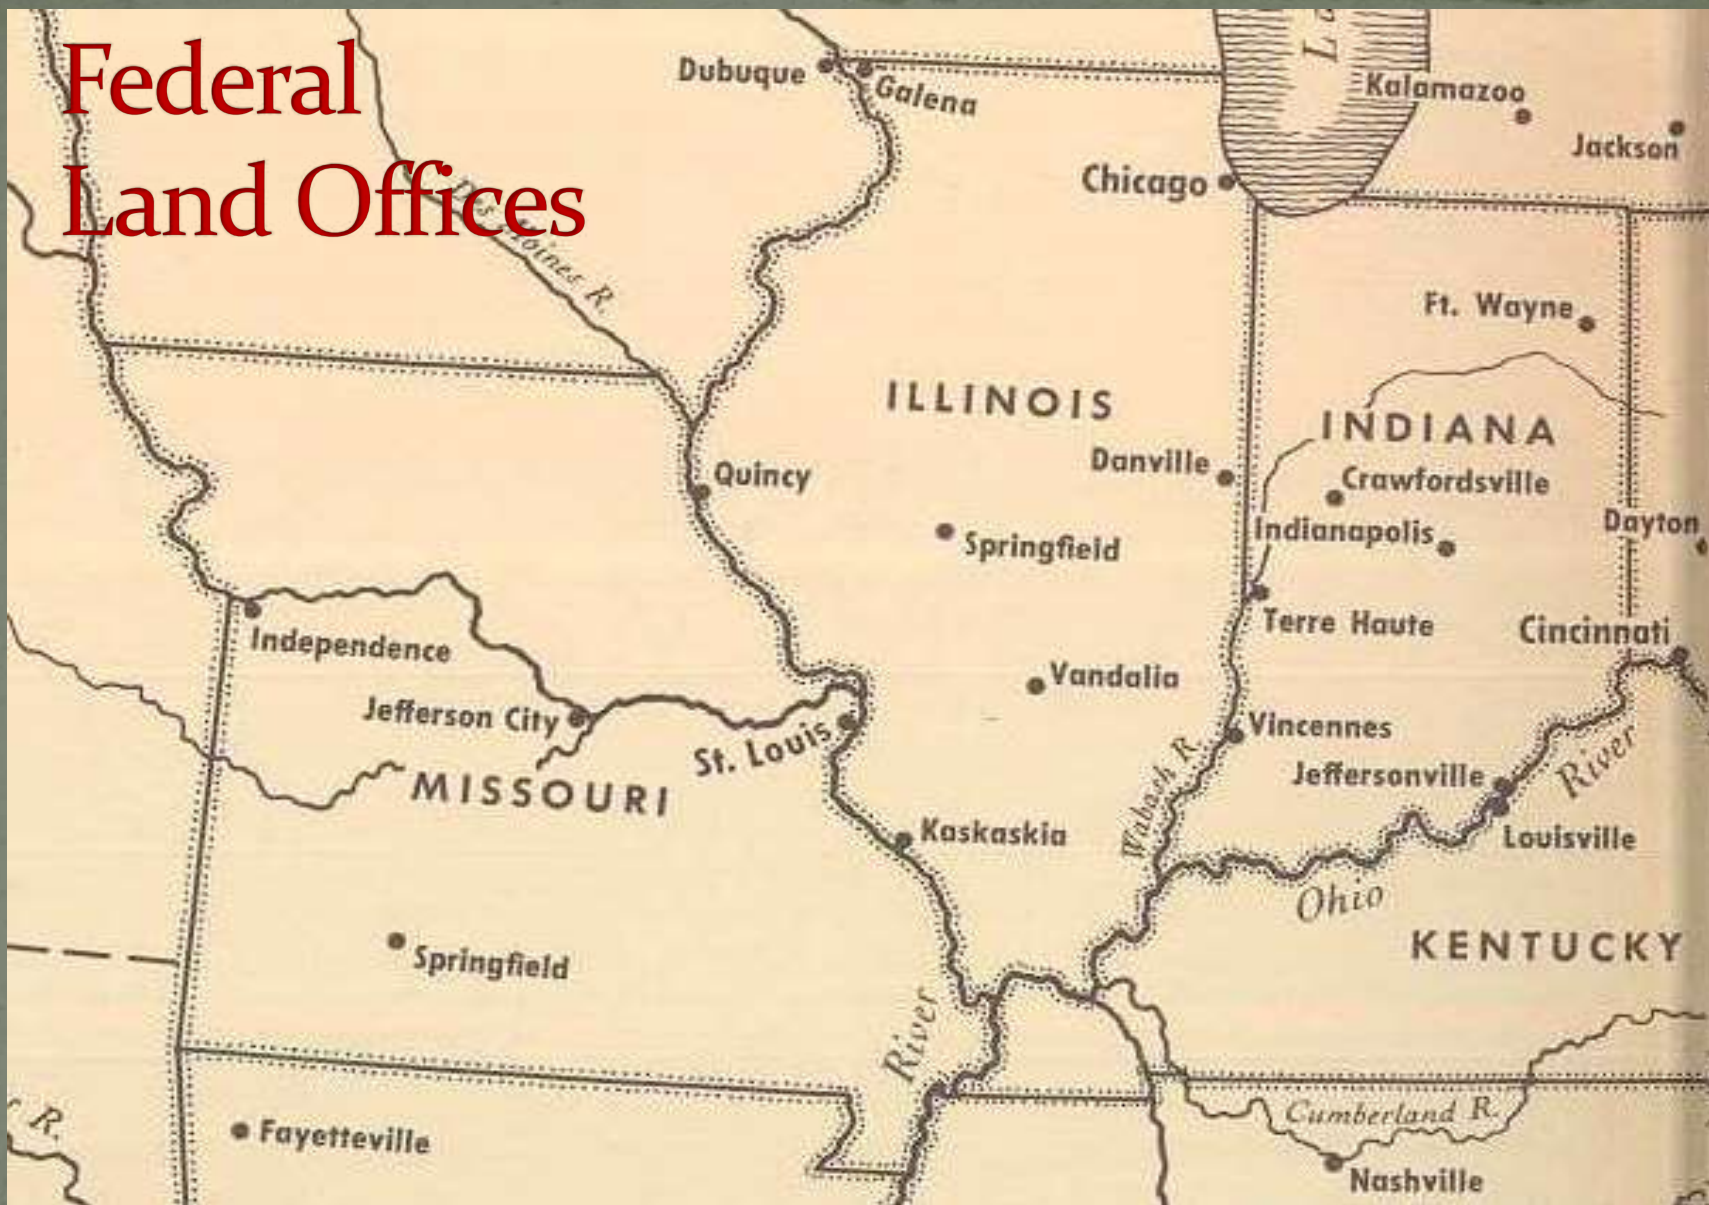 Federal
Land Offices
La
Dubuque
Galena
Kalamazoo
Jackson
Chicago
Des Moines R.
Ft. Wayne
ILLINOIS
INDIANA
Danville
Crawfordsville
Quincy
Indianapolis
Dayton
Springfield
Terre Haute
Cincinnati
Independence
Vandalia
Jefferson City
St. Louis
Vincennes
MISSOURI
Jeffersonville
River
Wabash R.
Kaskaskia
Louisville
Ohio
KENTUCKY
Springfield
River
Cumberland R.
R.
Fayetteville
Nashville